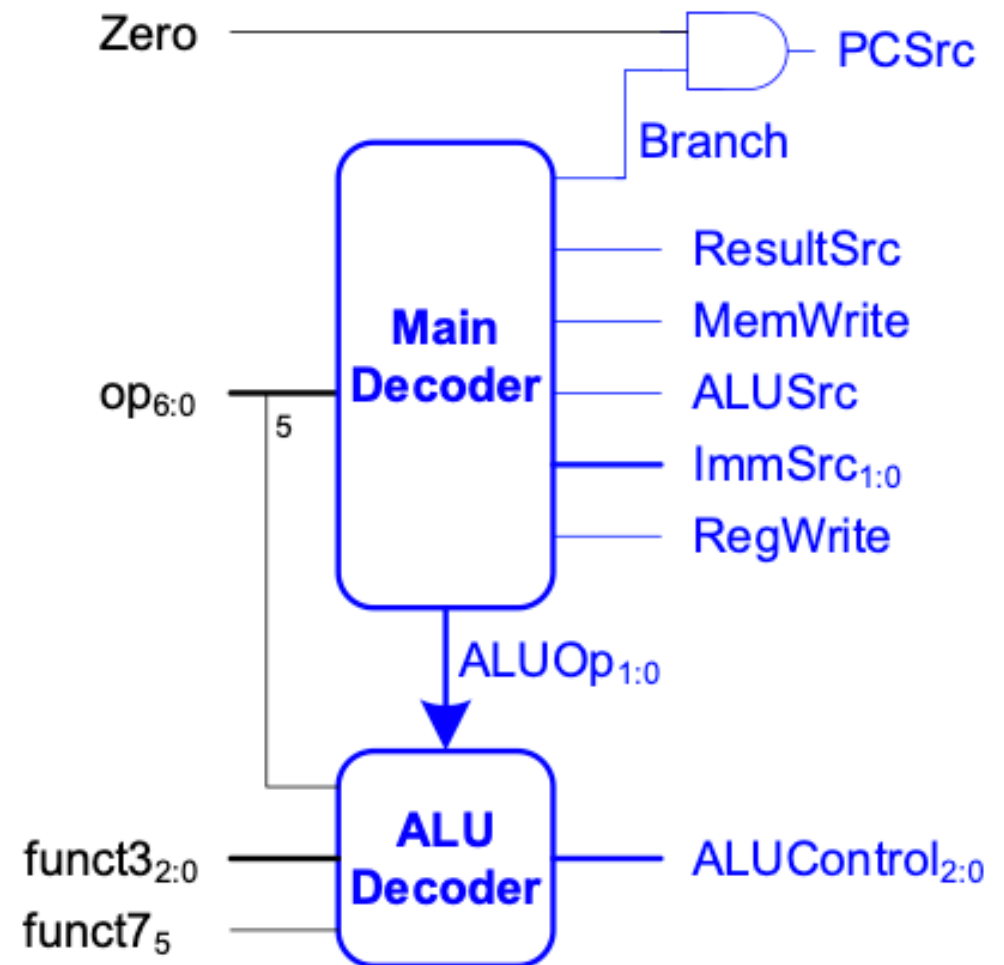 Zero
PCSrc
Branch
ResultSrc
Main
Decoder
MemWrite
op6:0
5
ALUSrc
ImmSrc1:0
RegWrite
ALUOp1:0
ALU
Decoder
funct32:0
ALUControl2:0
funct75